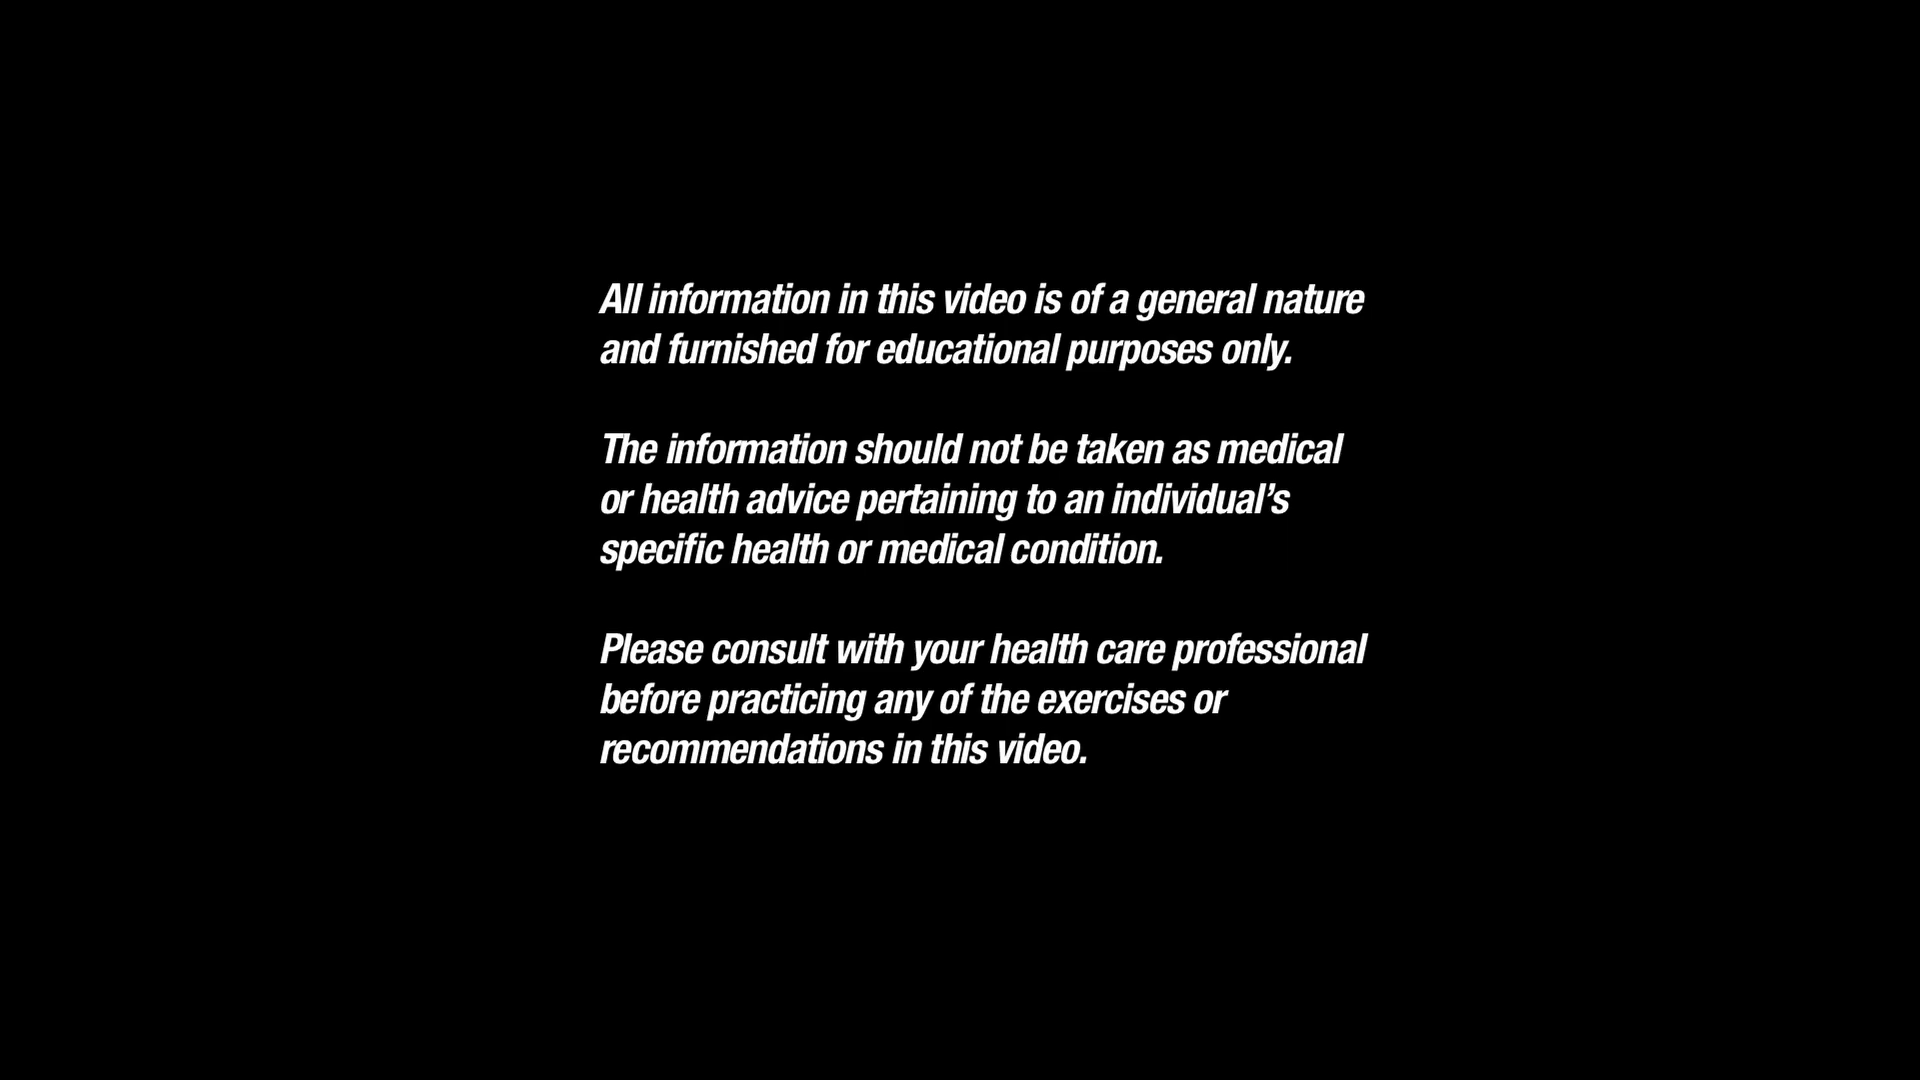 All information in this video is of a general nature
and furnished for educational purposes only.
The information should not be taken as medical
or health advice pertaining to an individual’s
specific health or medical condition.
Please consult with your health care professional
before practicing any of the exercises or
recommendations in this video.